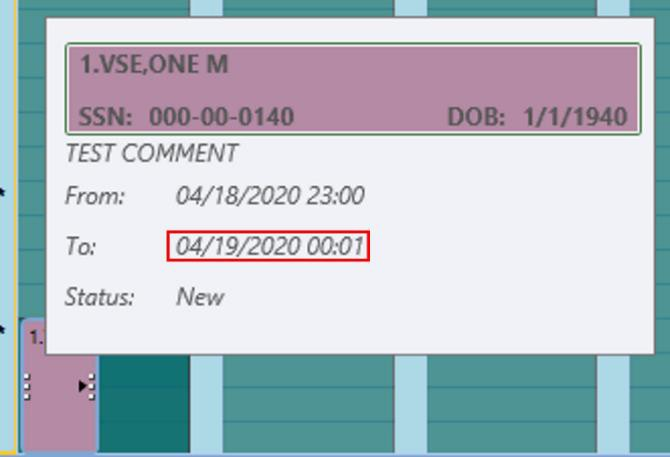 1.VSE,ONE M
SSN: 000-00-0140 DOB: 1/1/1940
TEST COMMENT
From: 04/18/2020 23:00
To: 04/19/2020 00:01
Status: New
1.